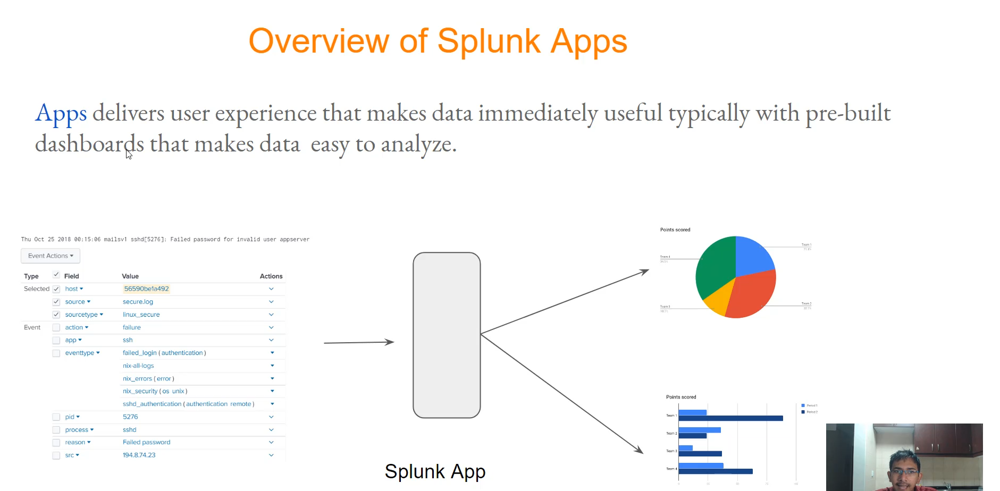 Overview of Splunk Apps
Apps delivers user experience that makes data immediately useful typically with pre-built
dashboards that makes data easy to analyze.
Thu Oct 25 2018 00:15:06 mailsv1 sshd[5276]: Failed password for invalid user appserver
Event Actions
Type Field Value Actions
Selected host 56590be1a492
source secure.log
sourcetype linux_secure
Event action failure
app ssh
eventtype failed_login ( authentication )
nix-all-logs
nix_errors ( error )
nix_security ( os unix )
sshd_authentication ( authentication remote )
pid 5276
process sshd
reason Failed password
src 194.8.74.23
Splunk App
Points scored
Team 1
Team 4
Team 2
Team 3
Points scored
Period 1
Period 2
Team 1
Team 2
Team 3
Team 4